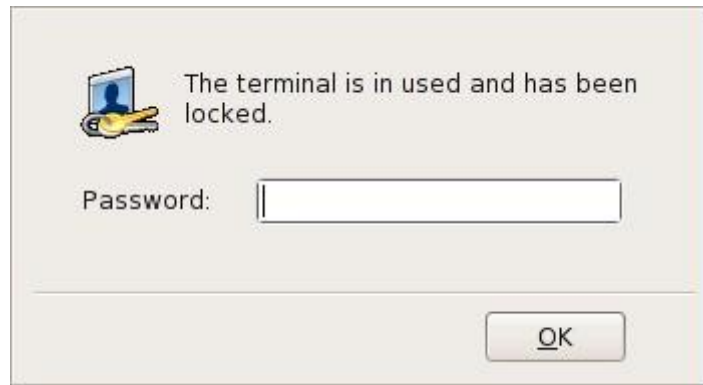 The terminal is in used and has been
locked.
Password:
OK